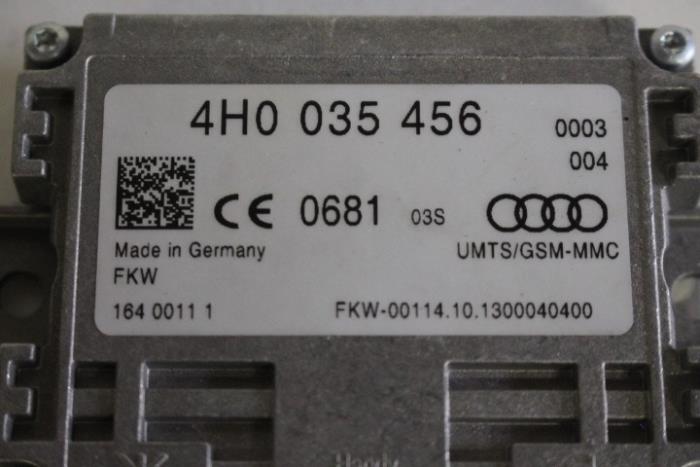 4H0 035 456
0003
004
CE 0681 03S
Made in Germany
UMTS/GSM-MMC
FKW
164 0011 1
FKW-00114.10.1300040400